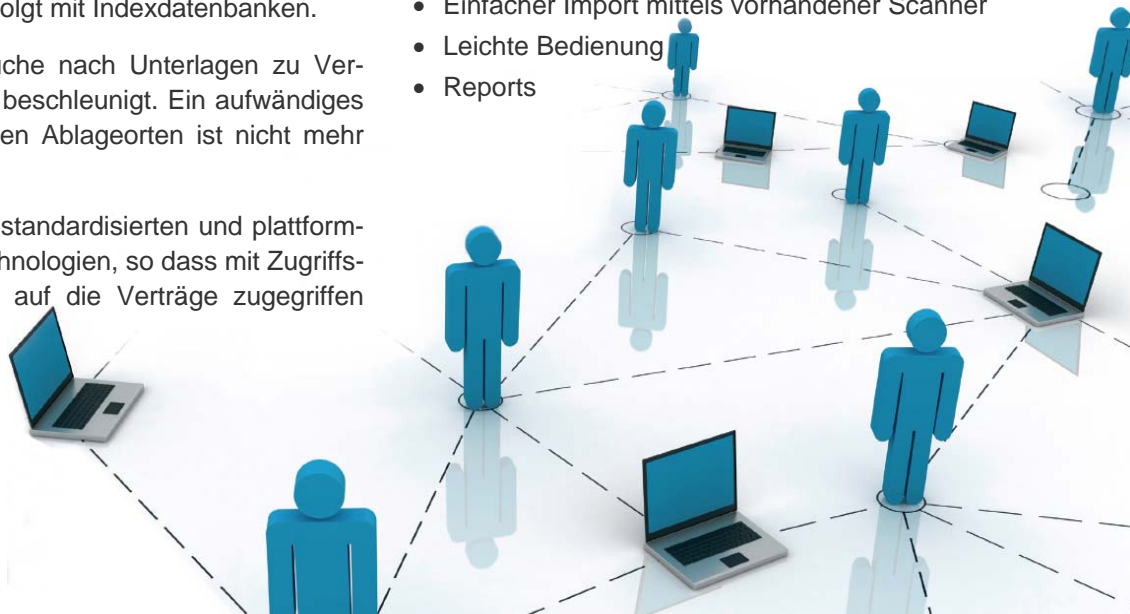 olgt mit Indexdatenbanken.
uche nach Unterlagen zu Ver-
beschleunigt. Ein aufwändiges
en Ablageorten ist nicht mehr
standardisierten und plattform-
hnologien, so dass mit Zugriffs-
auf die Verträge zugegriffen
• Einfacher Import mittels vorhandener Scanner
• Leichte Bedienung
• Reports